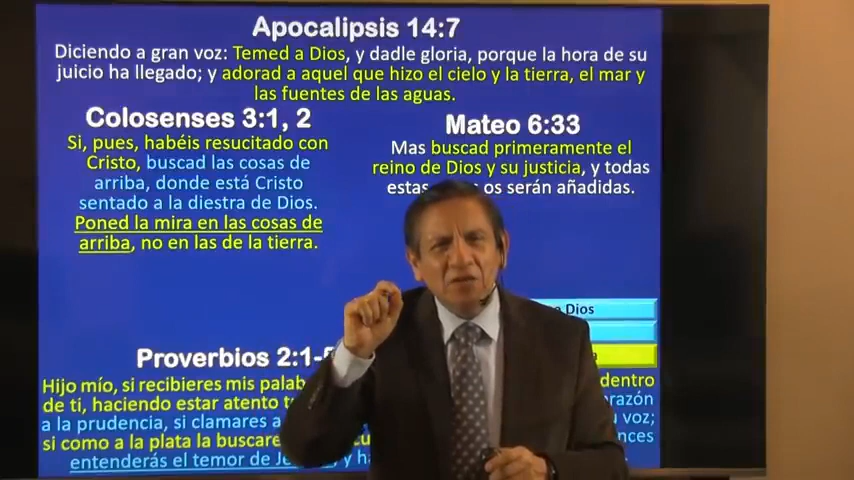 Apocalipsis 14:7
Diciendo a gran voz: Temed a Dios, y dadle gloria, porque la hora de su
juicio ha llegado; y adorad a aquel que hizo el cielo y la tierra, el mar y
las fuentes de las aguas.
Colosenses 3:1, 2
Si, pues, habéis resucitado con
Cristo, buscad las cosas de
arriba, donde está Cristo
sentado a la diestra de Dios.
Poned la mira en las cosas de
arriba, no en las de la tierra.
Mateo 6:33
Mas buscad primeramente el
reino de Dios y su justicia, y todas
estas os serán añadidas.
Dios
Proverbios 2:1-
Hijo mío, si recibieres mis palab dentro
de ti, haciendo estar atento razón
a la prudencia, si clamares a voz;
si como a la plata la buscare nces
entenderás el temor de Je y